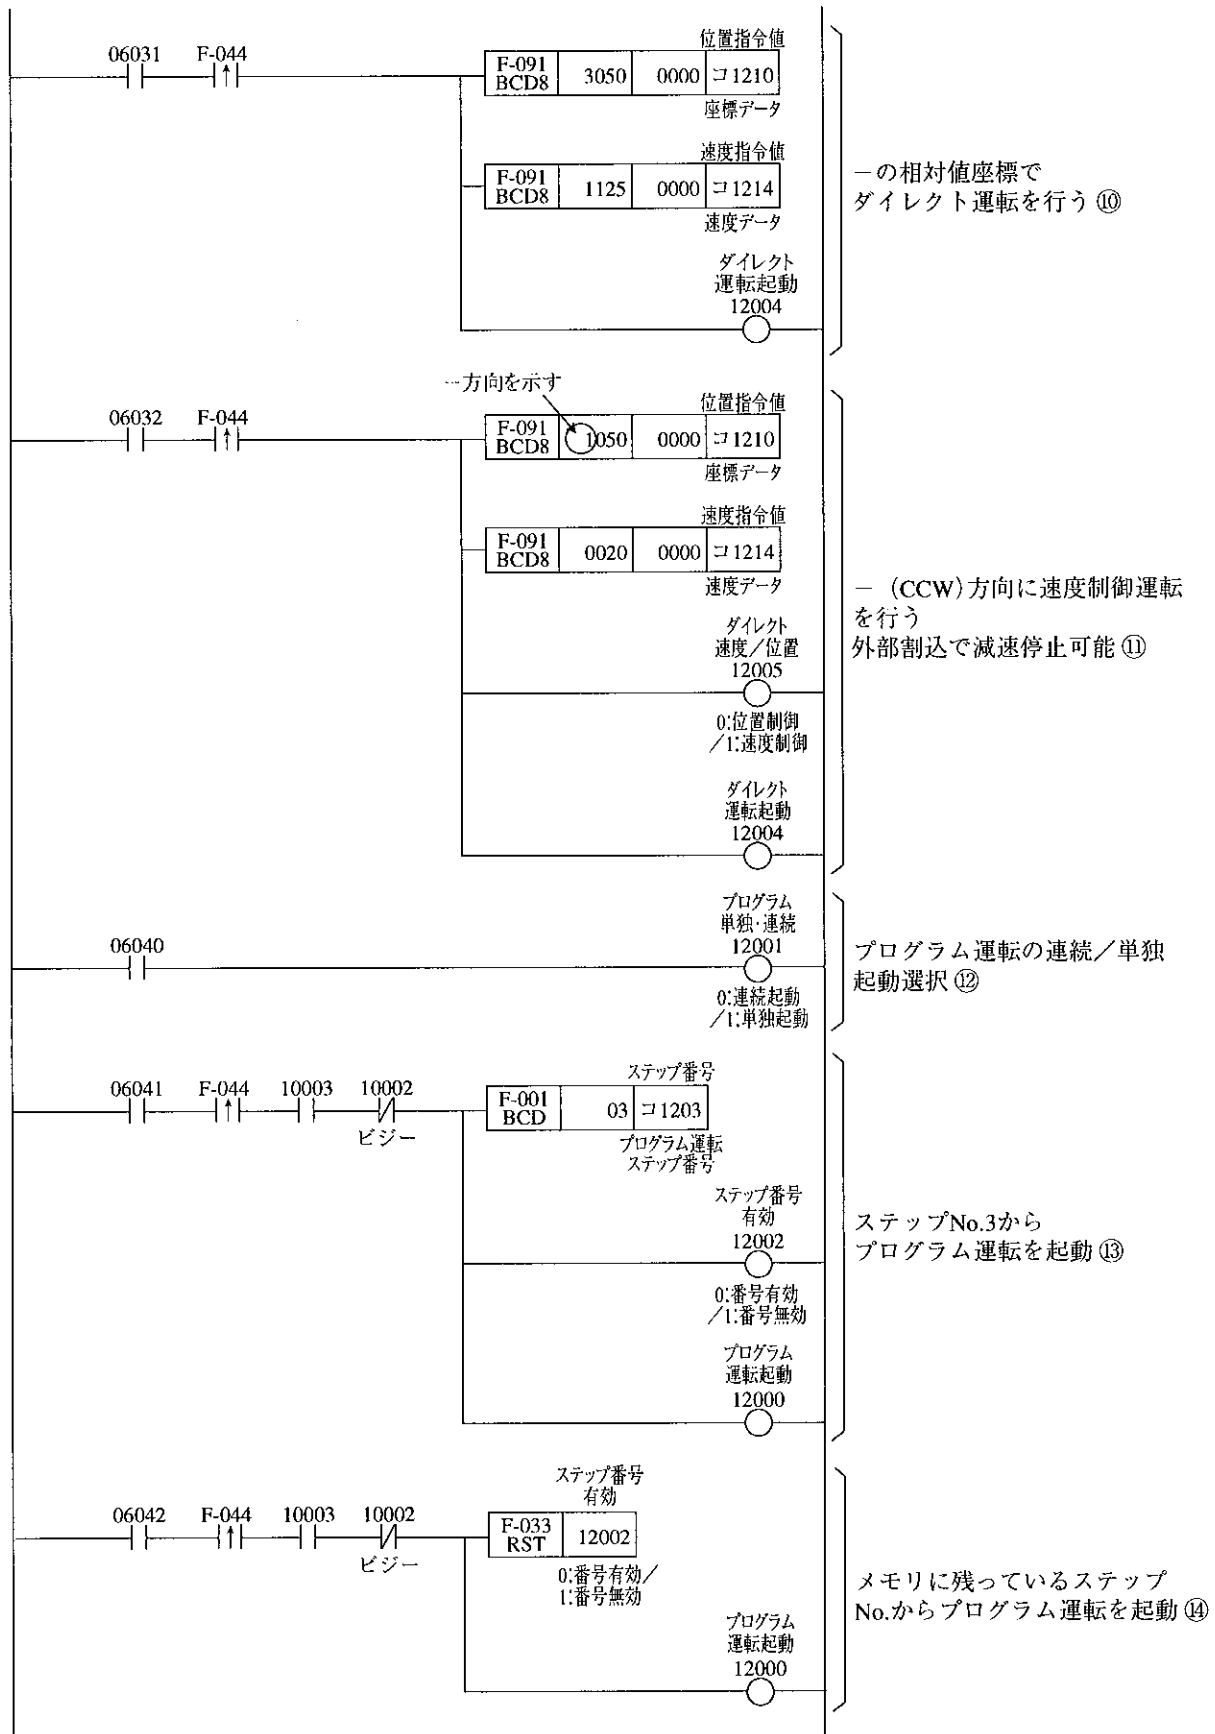 位置指令値
06031 F-044
F-091 BCD8 3050 0000 コ1210
座標データ
速度指令値
F-091 BCD8 1125 0000 コ1214
速度データ
ダイレクト
運転起動
12004
−の相対値座標で
ダイレクト運転を行う⑩
−方向を示す
位置指令値
06032 F-044
F-091 BCD8 1050 0000 コ1210
座標データ
速度指令値
F-091 BCD8 0020 0000 コ1214
速度データ
ダイレクト
速度/位置
12005
0:位置制御
/1:速度制御
ダイレクト
運転起動
12004
− (CCW)方向に速度制御運転
を行う
外部割込で減速停止可能⑪
プログラム
単独・連続
06040 12001
0:連続起動
/1:単独起動
プログラム運転の連続/単独
起動選択⑫
ステップ番号
06041 F-044 10003 10002
ビジー
F-001 BCD 03 コ1203
プログラム運転
ステップ番号
ステップ番号
有効
12002
0:番号有効
/1:番号無効
プログラム
運転起動
12000
ステップNo.3から
プログラム運転を起動⑬
ステップ番号
有効
06042 F-044 10003 10002
ビジー
F-033 RST 12002
0:番号有効/
1:番号無効
プログラム
運転起動
12000
メモリに残っているステップ
No.からプログラム運転を起動⑭